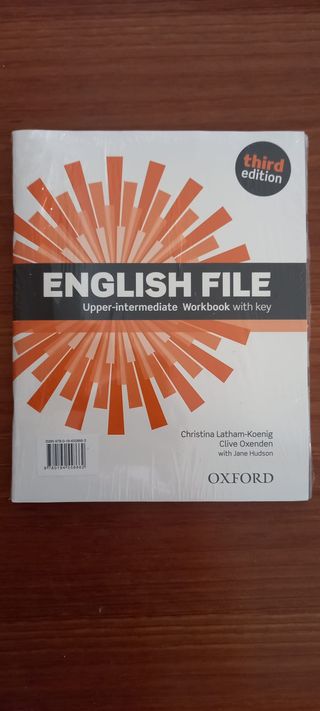 third
edition
ENGLISH FILE
Upper-intermediate Workbook with key
Christina Latham-Koenig
Clive Oxenden
with Jane Hudson
OXFORD